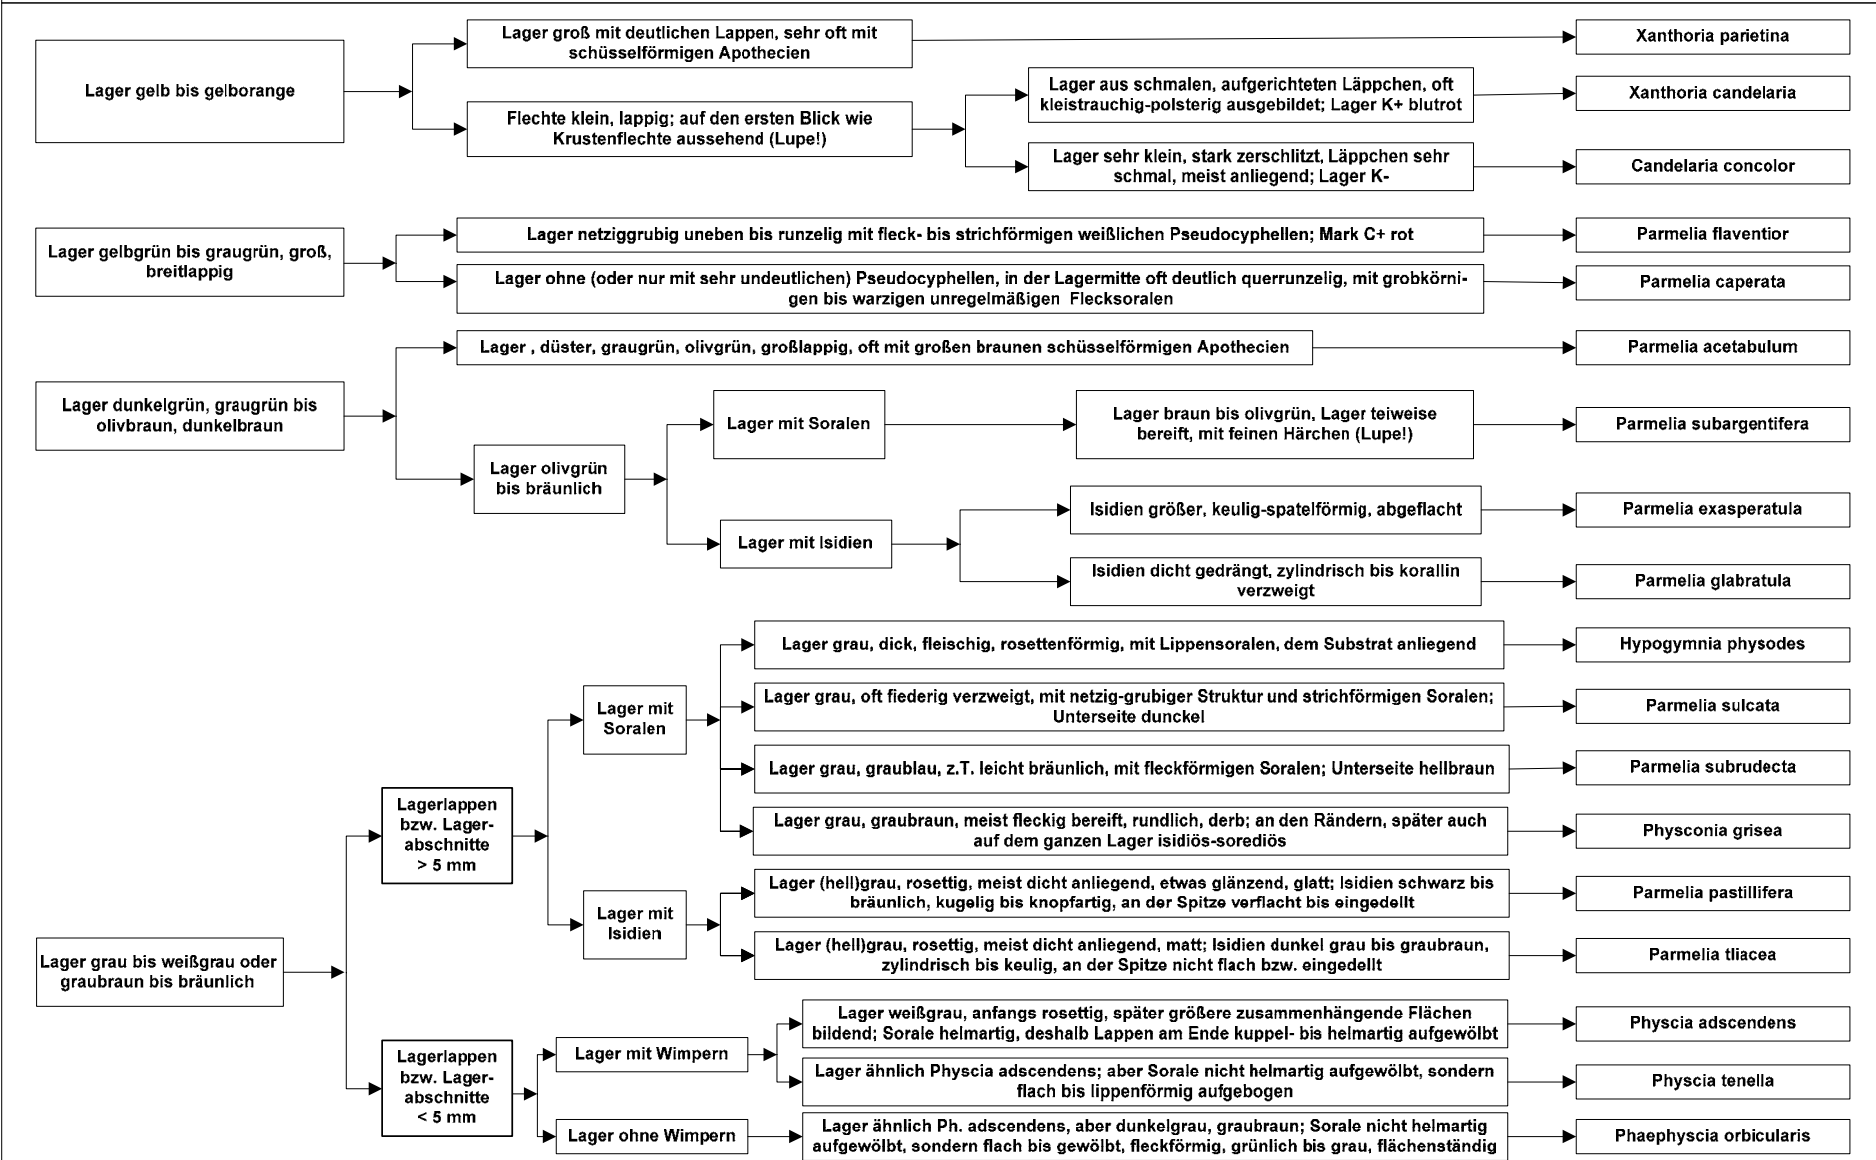 Lager gelb bis gelborange
Lager groß mit deutlichen Lappen, sehr oft mit
schüsselförmigen Apothecien
Xanthoria parietina
Flechte klein, lappig; auf den ersten Blick wie
Krustenflechte aussehend (Lupe!)
Lager aus schmalen, aufgerichteten Läppchen, oft
kleistrauchig-polsterig ausgebildet; Lager K+ blutrot
Xanthoria candelaria
Lager sehr klein, stark zerschlitzt, Läppchen sehr
schmal, meist anliegend; Lager K-
Candelaria concolor
Lager gelbgrün bis graugrün, groß,
breitlappig
Lager netziggrubig uneben bis runzelig mit fleck- bis strichförmigen weißlichen Pseudocyphellen; Mark C+ rot
Parmelia flaventior
Lager ohne (oder nur mit sehr undeutlichen) Pseudocyphellen, in der Lagermitte oft deutlich querrunzelig, mit grobkörni-
gen bis warzigen unregelmäßigen Flecksoralen
Parmelia caperata
Lager dunkelgrün, graugrün bis
olivbraun, dunkelbraun
Lager , düster, graugrün, olivgrün, großlappig, oft mit großen braunen schüsselförmigen Apothecien
Parmelia acetabulum
Lager olivgrün
bis bräunlich
Lager mit Soralen
Lager braun bis olivgrün, Lager teiweise
bereift, mit feinen Härchen (Lupe!)
Parmelia subargentifera
Lager mit Isidien
Isidien größer, keulig-spatelförmig, abgeflacht
Parmelia exasperatula
Isidien dicht gedrängt, zylindrisch bis korallin
verzweigt
Parmelia glabratula
Lager grau bis weißgrau oder
graubraun bis bräunlich
Lagerlappen
bzw. Lager-
abschnitte
> 5 mm
Lager mit
Soralen
Lager grau, dick, fleischig, rosettenförmig, mit Lippensoralen, dem Substrat anliegend
Hypogymnia physodes
Lager grau, oft fiederig verzweigt, mit netzig-grubiger Struktur und strichförmigen Soralen;
Unterseite dunckel
Parmelia sulcata
Lager grau, graublau, z.T. leicht bräunlich, mit fleckförmigen Soralen; Unterseite hellbraun
Parmelia subrudecta
Lager grau, graubraun, meist fleckig bereift, rundlich, derb; an den Rändern, später auch
auf dem ganzen Lager isidiös-sorediös
Physconia grisea
Lager mit
Isidien
Lager (hell)grau, rosettig, meist dicht anliegend, etwas glänzend, glatt; Isidien schwarz bis
bräunlich, kugelig bis knopfartig, an der Spitze verflacht bis eingedellt
Parmelia pastillifera
Lager (hell)grau, rosettig, meist dicht anliegend, matt; Isidien dunkel grau bis graubraun,
zylindrisch bis keulig, an der Spitze nicht flach bzw. eingedellt
Parmelia tliacea
Lagerlappen
bzw. Lager-
abschnitte
< 5 mm
Lager mit Wimpern
Lager weißgrau, anfangs rosettig, später größere zusammenhängende Flächen
bildend; Sorale helmartig, deshalb Lappen am Ende kuppel- bis helmartig aufgewölbt
Physcia adscendens
Lager ähnlich Physcia adscendens; aber Sorale nicht helmartig aufgewölbt, sondern
flach bis lippenförmig aufgebogen
Physcia tenella
Lager ohne Wimpern
Lager ähnlich Ph. adscendens, aber dunkelgrau, graubraun; Sorale nicht helmartig
aufgewölbt, sondern flach bis gewölbt, fleckförmig, grünlich bis grau, flächenständig
Phaephyscia orbicularis